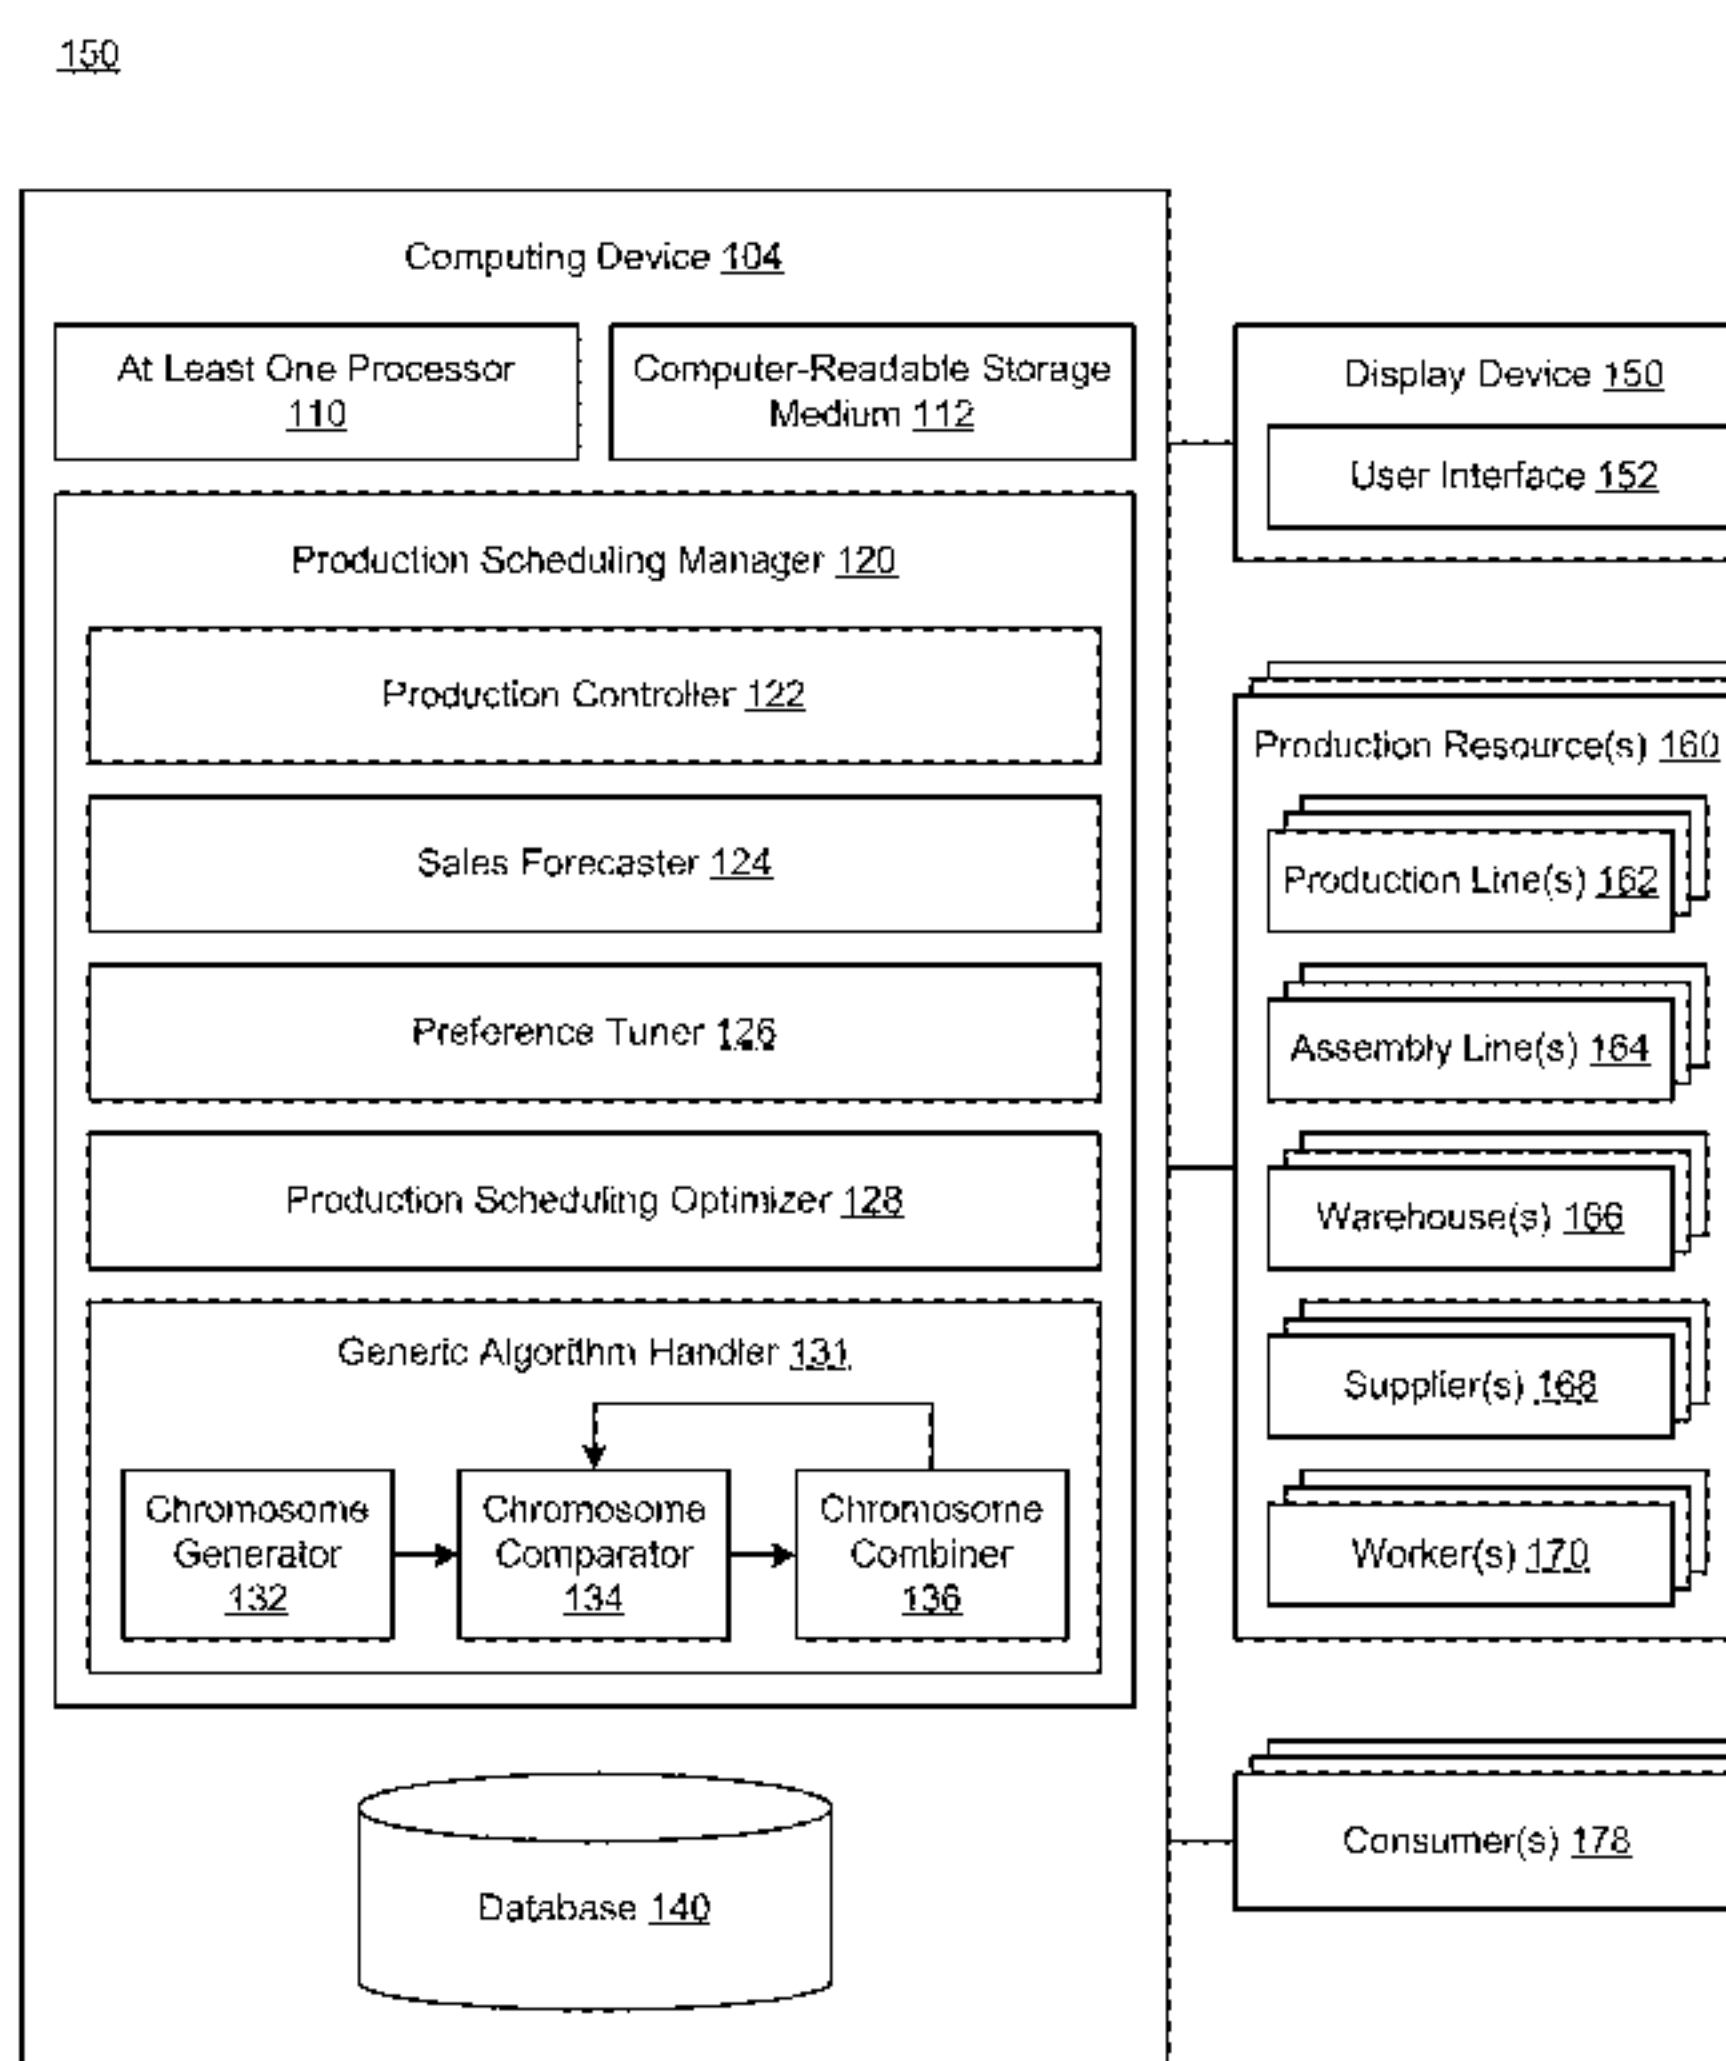 150
Computing Device 104
At Least One Processor
110
Computer-Readable Storage
Medium 112
Production Scheduling Manager 120
Production Controller 122
Sales Forecaster 124
Preference Tuner 126
Production Scheduling Optimizer 128
Generic Algorithm Handler 131
Chromosome
Generator
132
Chromosome
Comparator
134
Chromosome
Combiner
136
Database 140
Display Device 150
User Interface 152
Production Resource(s) 160
Production Line(s) 162
Assembly Line(s) 164
Warehouse(s) 166
Supplier(s) 168
Worker(s) 170
Consumer(s) 178